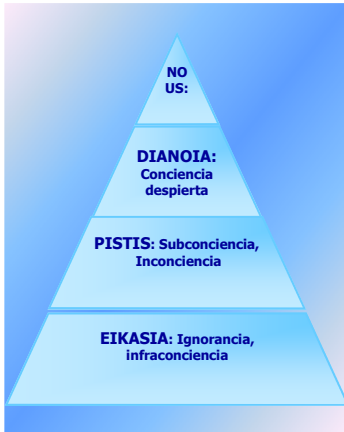 NO
US:
DIANOIA:
Conciencia
despierta
PISTIS: Subconciencia,
Inconciencia
EIKASIA: Ignorancia,
infraconciencia